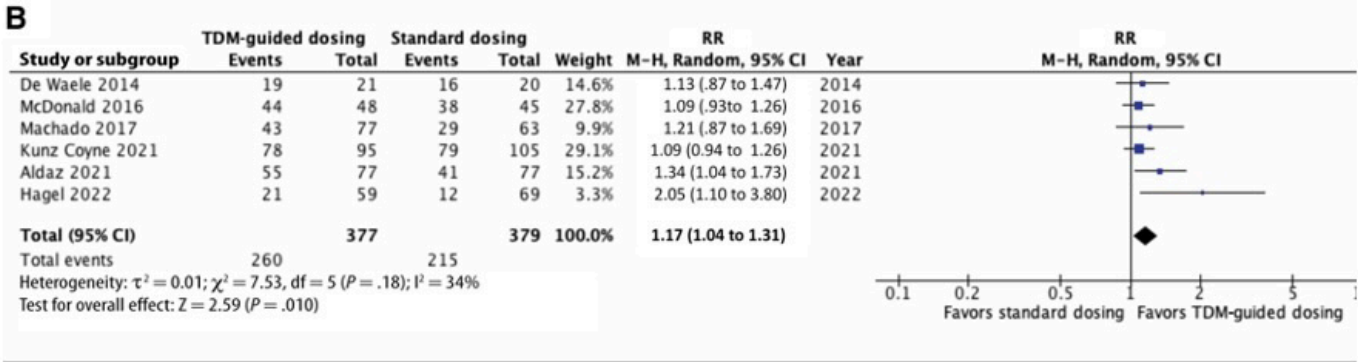 B
TDM-guided dosing Standard dosing RR RR
Study or subgroup Events Total Events Total Weight M-H, Random, 95% CI Year M-H, Random, 95% CI
De Waele 2014 19 21 16 20 14.6% 1.13 (.87 to 1.47) 2014
McDonald 2016 44 48 38 45 27.8% 1.09 (.93to 1.26) 2016
Machado 2017 43 77 29 63 9.9% 1.21 (.87 to 1.69) 2017
Kunz Coyne 2021 78 95 79 105 29.1% 1.09 (0.94 to 1.26) 2021
Aldaz 2021 55 77 41 77 15.2% 1.34 (1.04 to 1.73) 2021
Hagel 2022 21 59 12 69 3.3% 2.05 (1.10 to 3.80) 2022
Total (95% CI) 377 379 100.0% 1.17 (1.04 to 1.31)
Total events 260 215
Heterogeneity: τ² = 0.01; χ² = 7.53, df = 5 (P = .18); I² = 34%
Test for overall effect: Z = 2.59 (P = .010)
0.1 0.2 0.5 1 2 5
Favors standard dosing Favors TDM-guided dosing